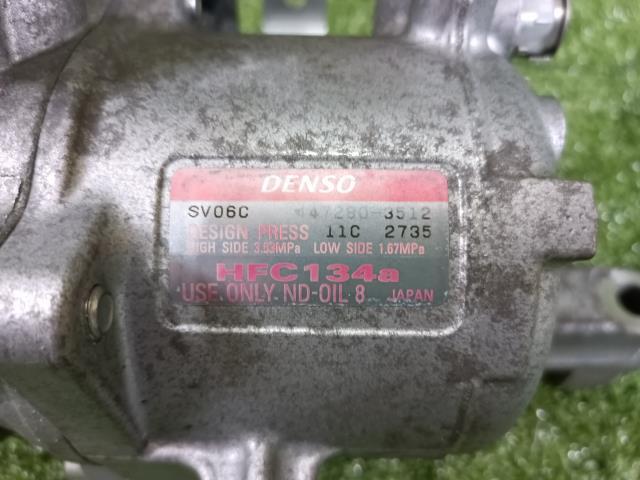 DENSO
SV06C 447280-3512
DESIGN PRESS 11C 2735
HIGH SIDE 3.53MPa LOW SIDE 1.67MPa
HFC134a
USE ONLY ND-OIL 8 JAPAN